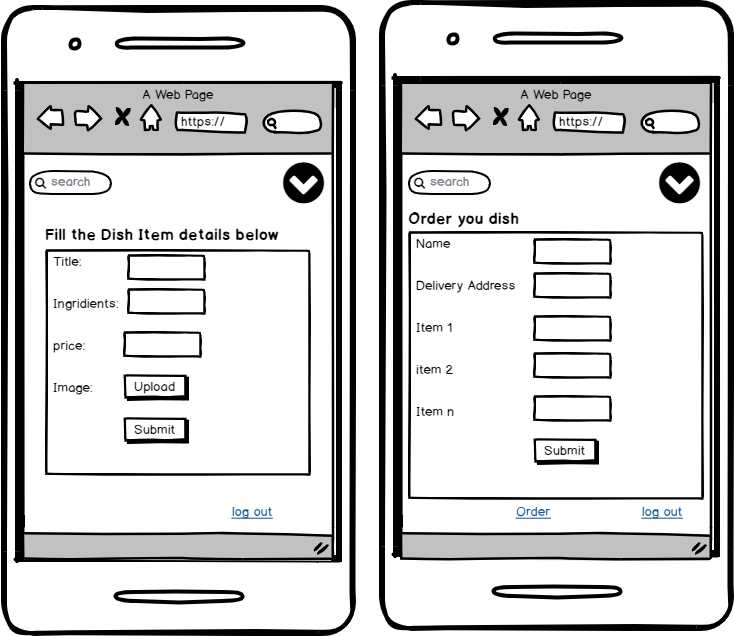 A Web Page
https://
search
Fill the Dish Item details below
Title:
Ingridients:
price:
Image:
Upload
Submit
log out
A Web Page
https://
search
Order you dish
Name
Delivery Address
Item 1
item 2
Item n
Submit
Order
log out